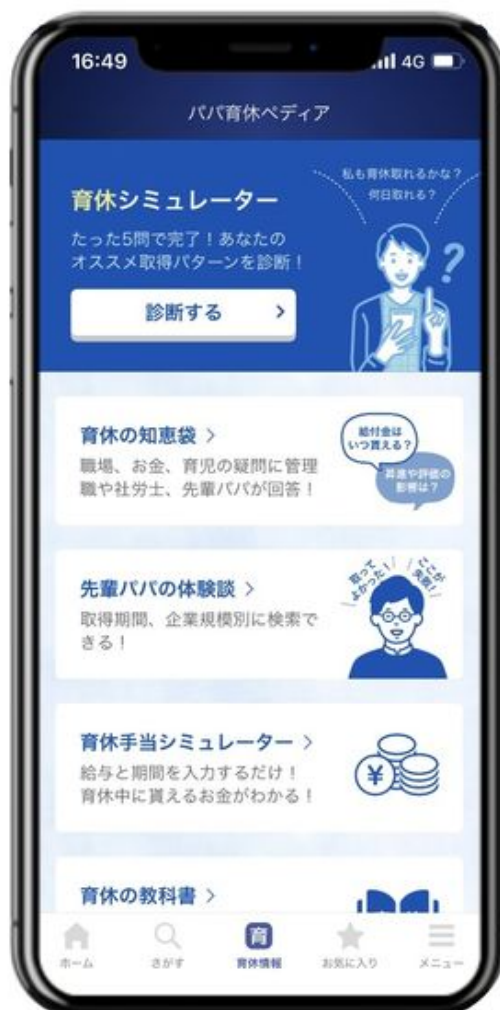 16:49
4G
パパ育休ペディア
私も育休取れるかな？
何日取れる？
育休シミュレーター
たった5問で完了！あなたの
オススメ取得パターンを診断！
?
診断する >
育休の知恵袋 >
職場、お金、育児の疑問に管理
職や社労士、先輩パパが回答！
給付金は
いつ貰える？
昇進や評価の
影響は？
先輩パパの体験談 >
取得期間、企業規模別に検索で
きる！
取って
よかった！
ここが
失敗！
育休手当シミュレーター >
給与と期間を入力するだけ！
育休中に貰えるお金がわかる！
¥
育休の教科書 >
育
ホーム
さがす
育休情報
お気に入り
メニュー